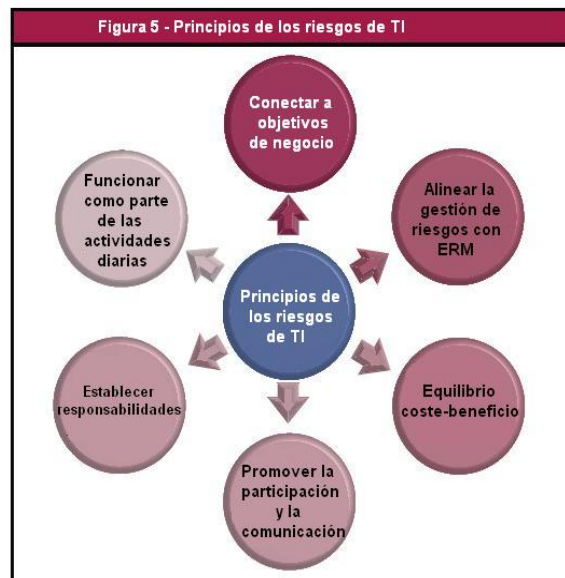 Figura 5 - Principios de los riesgos de TI
Conectar a
objetivos
de negocio
Alinear la
gestión de
riesgos con
ERM
Equilibrio
coste-beneficio
Promover la
participación
y la
comunicación
Establecer
responsabilidades
Funcionar
como parte
de las
actividades
diarias
Principios de
los riesgos
de TI